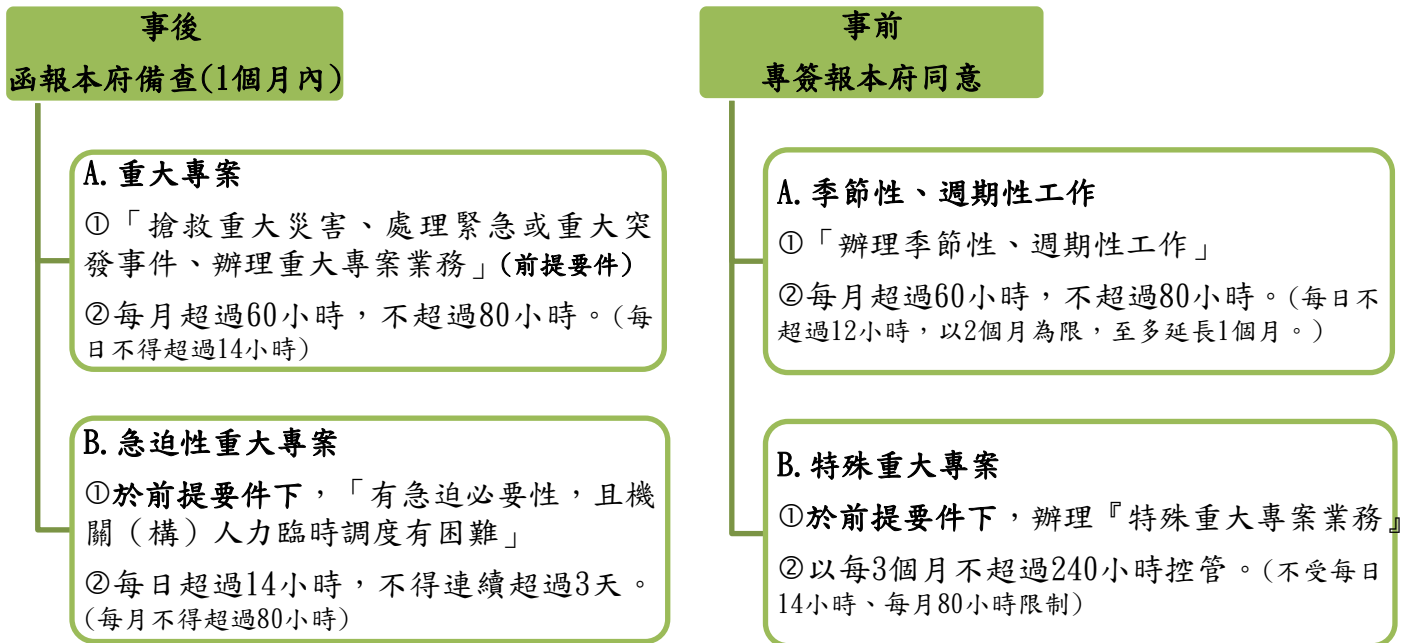 事後
函報本府備查(1個月內)
A.重大專案
①「搶救重大災害、處理緊急或重大突
發事件、辦理重大專案業務」(前提要件)
②每月超過60小時，不超過80小時。(每
日不得超過14小時)
B.急迫性重大專案
①於前提要件下，「有急迫必要性，且機
關（構）人力臨時調度有困難」
②每日超過14小時，不得連續超過3天。
(每月不得超過80小時)
事前
專簽報本府同意
A.季節性、週期性工作
①「辦理季節性、週期性工作」
②每月超過60小時，不超過80小時。(每日不
超過12小時，以2個月為限，至多延長1個月。)
B.特殊重大專案
①於前提要件下，辦理『特殊重大專案業務』
②以每3個月不超過240小時控管。(不受每日
14小時、每月80小時限制)